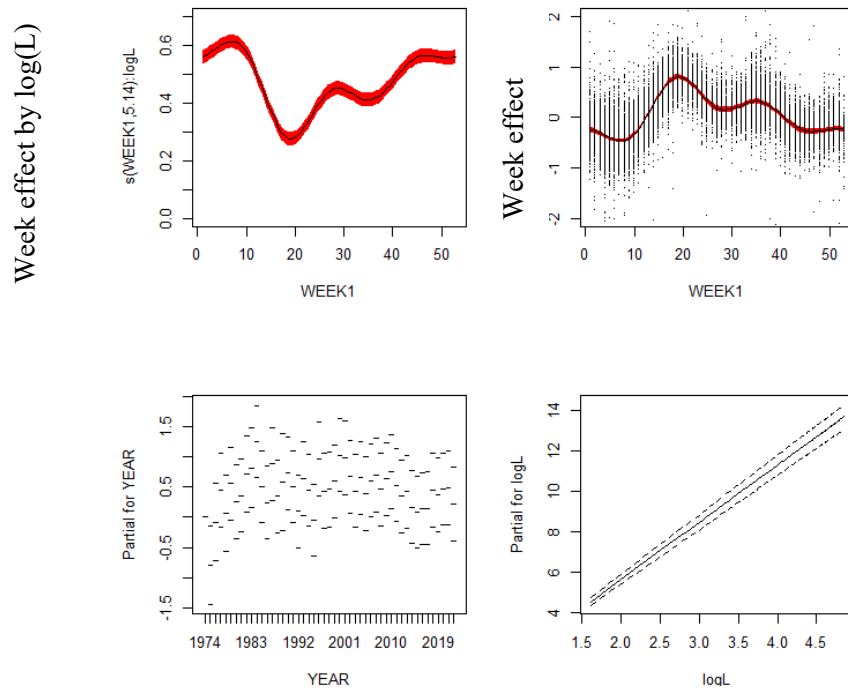 Week effect by log(L)
s(WEEK1,5.14):logL
0.0 0.2 0.4 0.6
0 10 20 30 40 50
WEEK1
Week effect
-2 -1 0 1 2
0 10 20 30 40 50
WEEK1
Partial for YEAR
-1.5 -0.5 0.5 1.5
1974 1983 1992 2001 2010 2019
YEAR
Partial for logL
4 6 8 10 12 14
1.5 2.0 2.5 3.0 3.5 4.0 4.5
logL